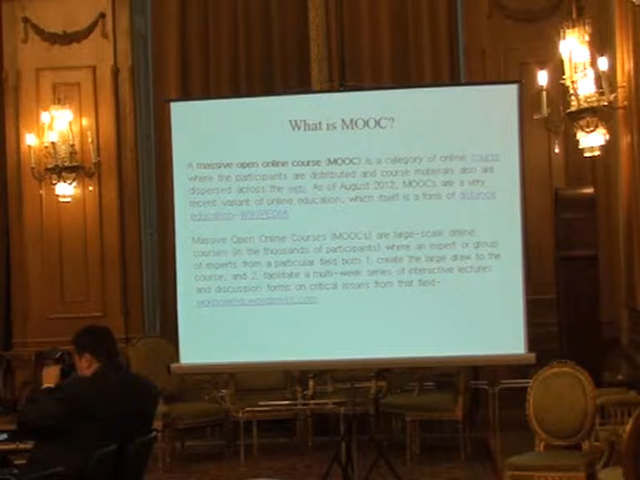 What is MOOC?
A massive open online course (MOOC) is a category of online course
where the participants are distributed and course materials also are
dispersed across the web. As of August 2012, MOOCs are a very
recent variant of online education, which itself is a form of distance
education-WIKIPEDIA
Massive Open Online Courses (MOOCs) are large-scale online
courses (in the thousands of participants) where an expert or group
of experts from a particular field both 1. create the large draw to the
course; and 2. facilitate a multi-week series of interactive lectures
and discussion forms on critical issues from that field-